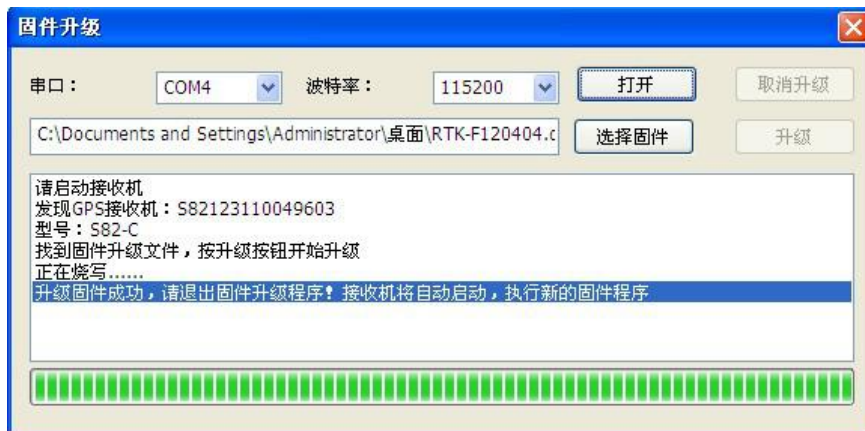 固件升级
串口： COM4 波特率： 115200 打开 取消升级
C:\Documents and Settings\Administrator\桌面\RTK-F120404.c 选择固件 升级
请启动接收机
发现GPS接收机：S82123110049603
型号：S82-C
找到固件升级文件，按升级按钮开始升级
正在烧写......
升级固件成功，请退出固件升级程序！接收机将自动启动，执行新的固件程序